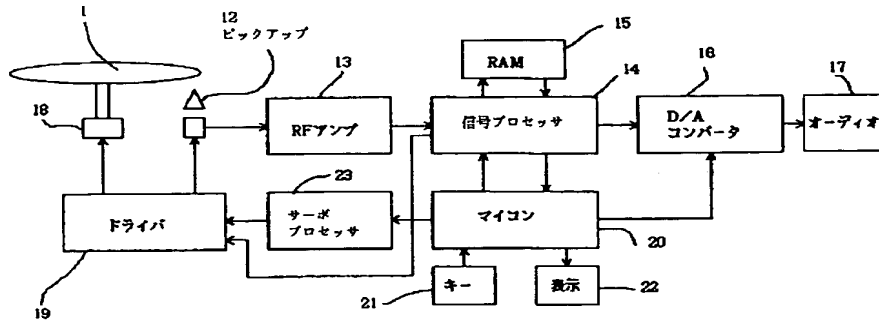 1
12
ピックアップ
13
RFアンプ
15
RAM
14
信号プロセッサ
16
D/A
コンバータ
17
オーディオ
18
ドライバ
19
23
サーボ
プロセッサ
マイコン
20
21
キー
表示
22